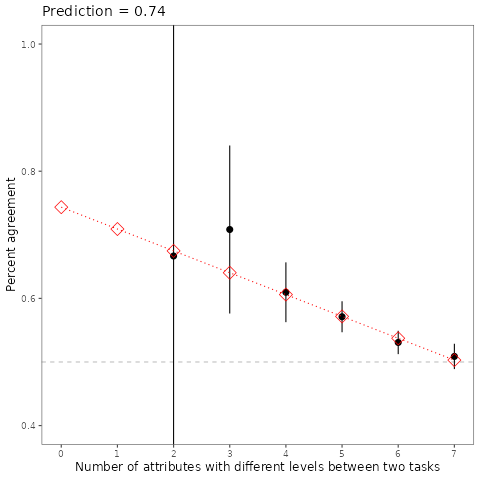 Prediction = 0.74
Percent agreement
1.0
0.8
0.6
0.4
0 1 2 3 4 5 6 7
Number of attributes with different levels between two tasks